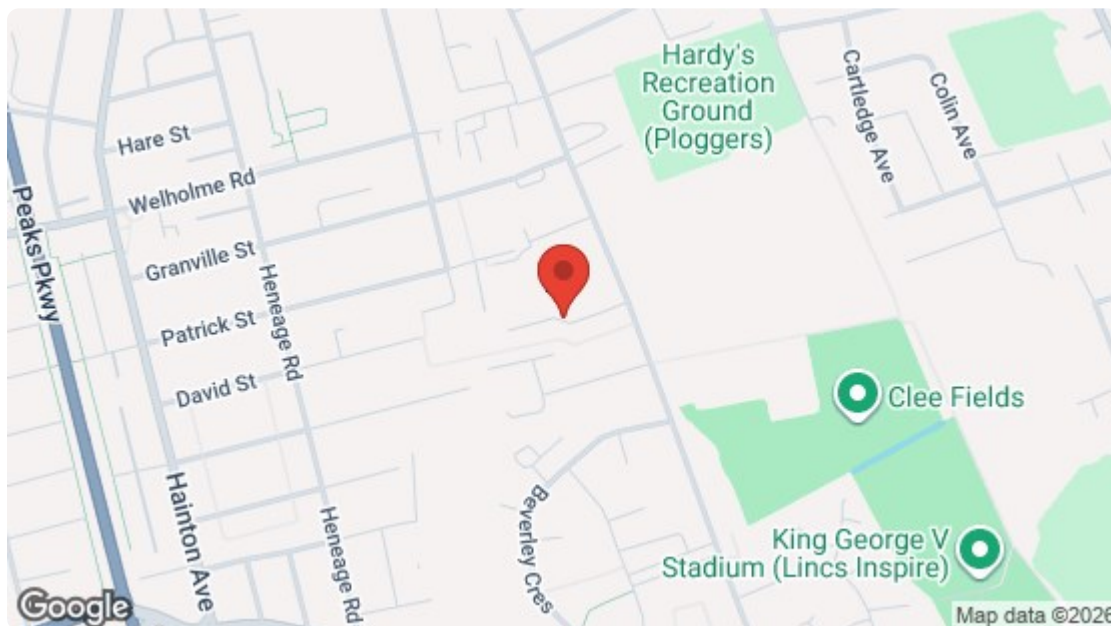 Hardy's
Recreation
Ground
(Ploggers)
Cartledge Ave
Colin Ave
Hare St
Welholme Rd
Peaks Pkwy
Granville St
Heneage Rd
Patrick St
David St
Clee Fields
Hainton Ave
Heneage Rd
Beverley Cres
King George V
Stadium (Lincs Inspire)
Google
Map data ©2026